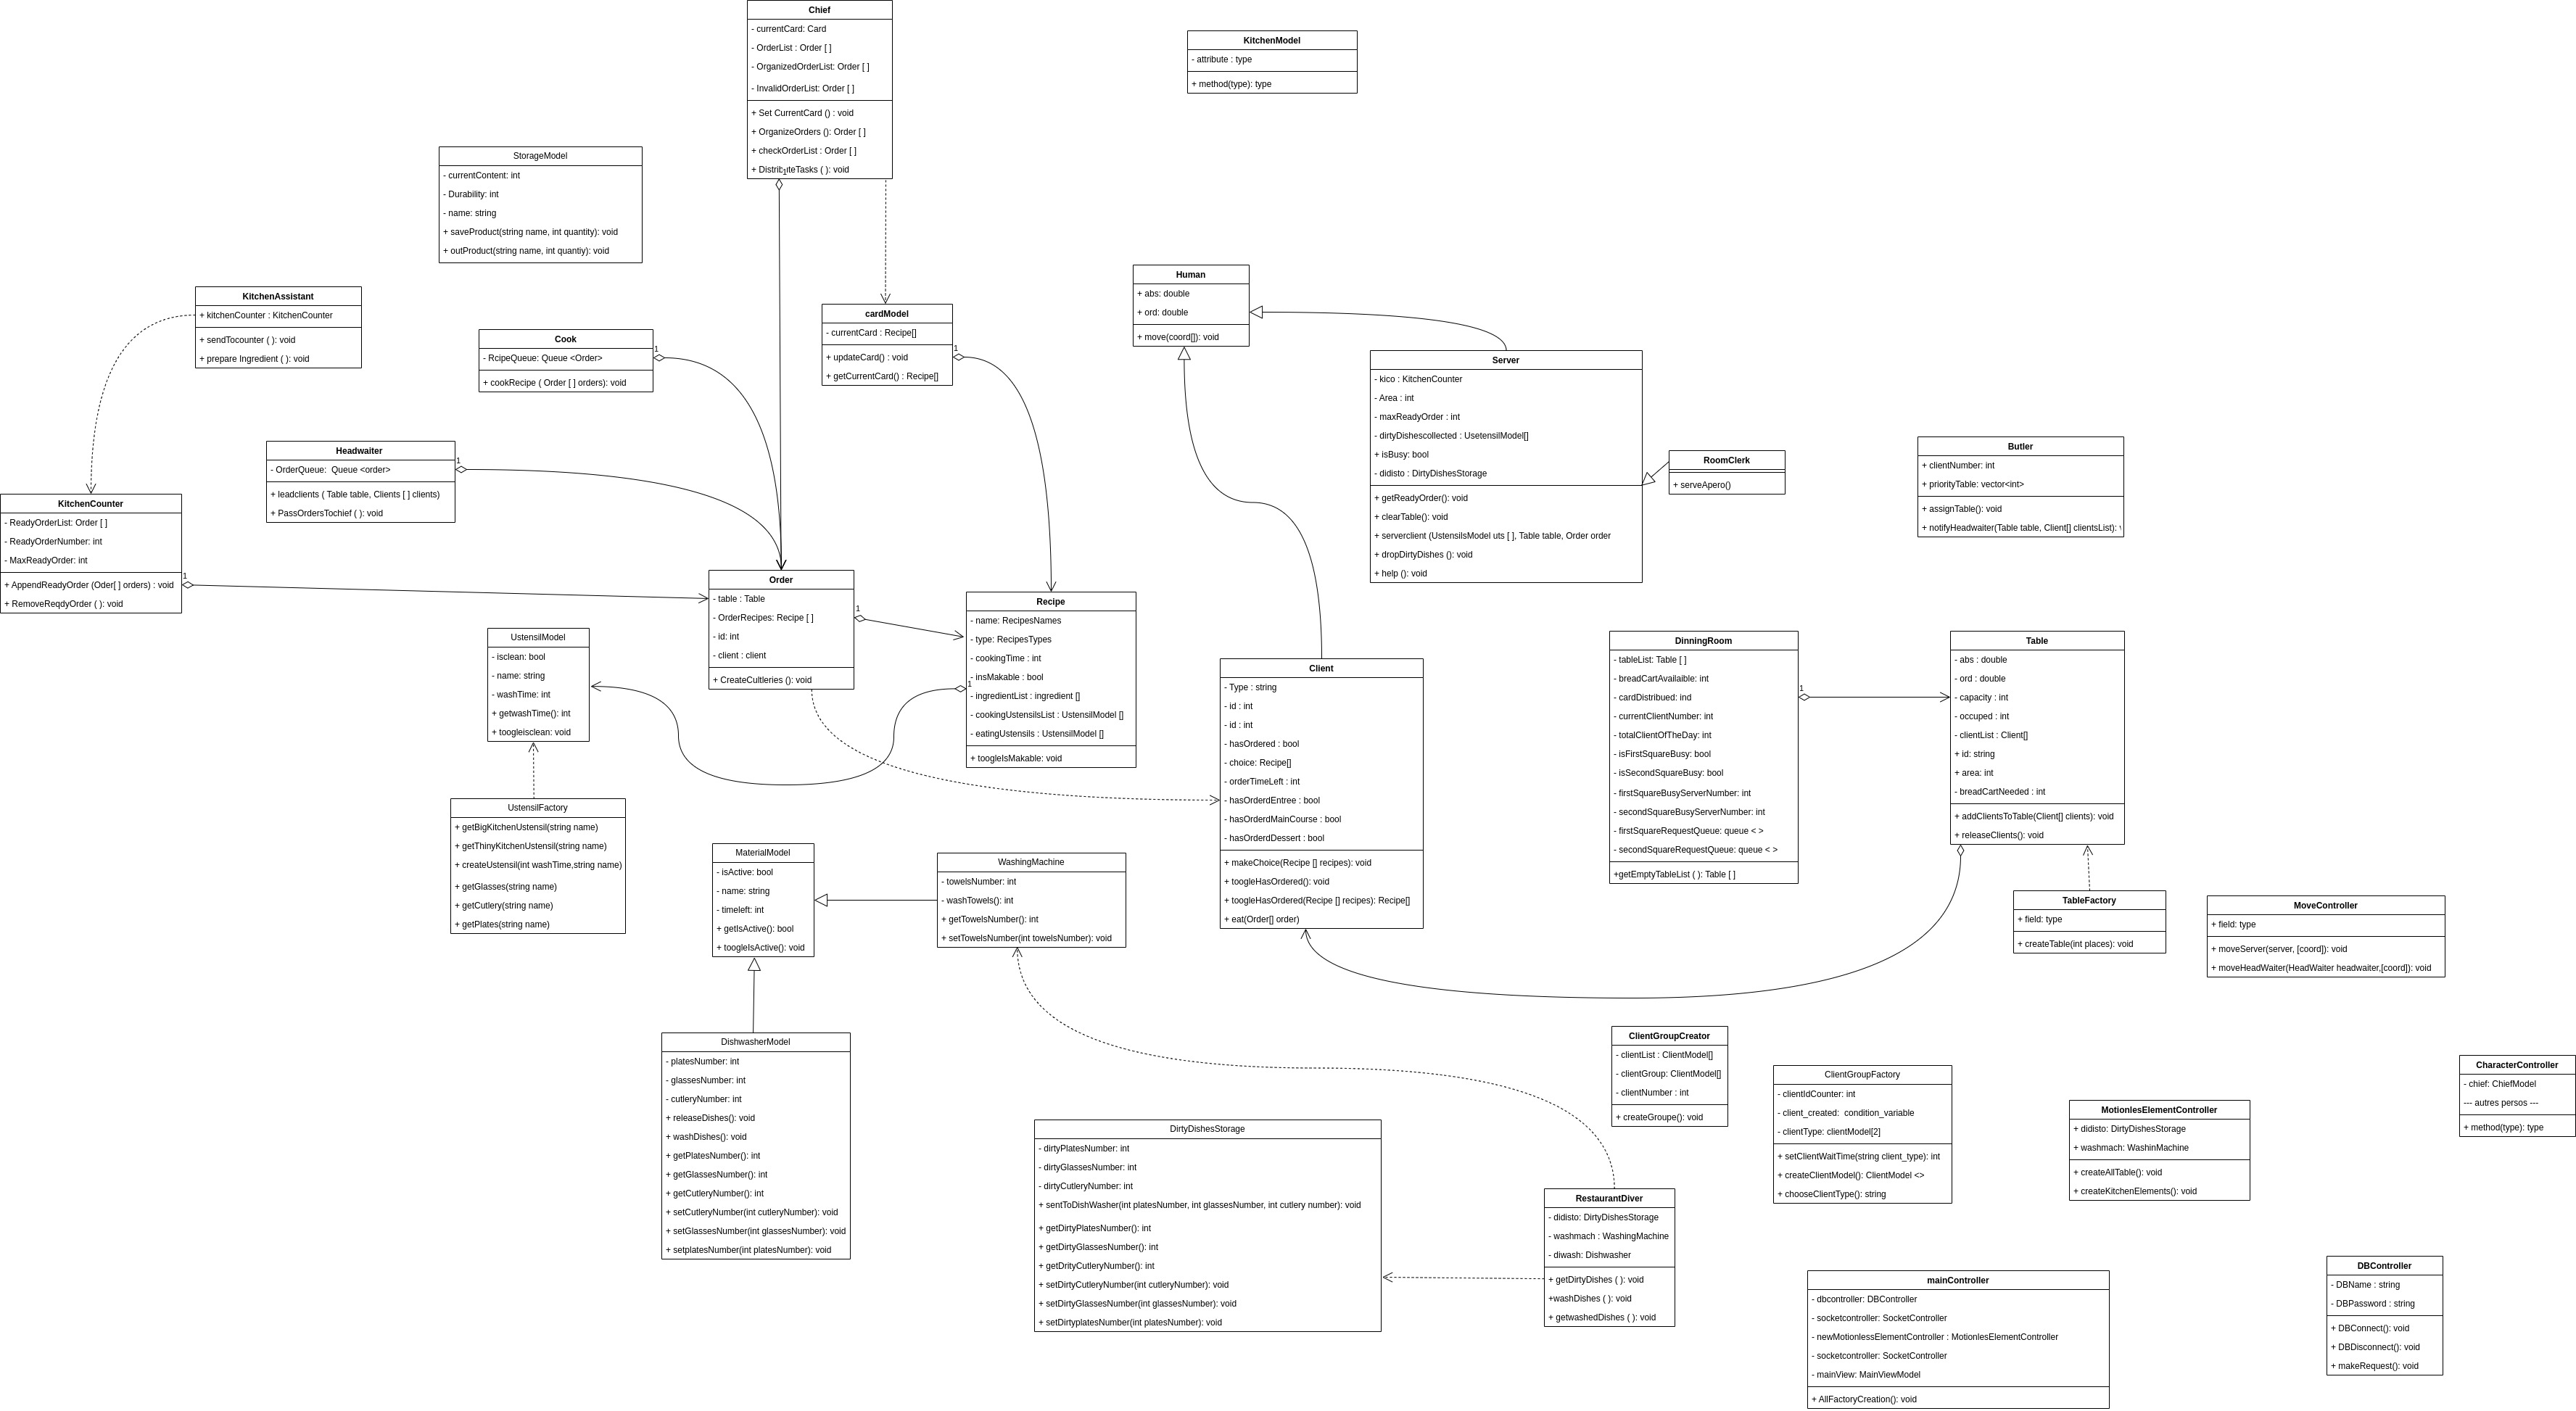 Chief
- currentCard: Card
- OrderList : Order [ ]
- OrganizedOrderList: Order [ ]
- InvalidOrderList: Order [ ]
+ Set CurrentCard () : void
+ OrganizeOrders (): Order [ ]
+ checkOrderList : Order [ ]
+ DistributeTasks ( ): void
1
KitchenModel
- attribute : type
+ method(type): type
StorageModel
- currentContent: int
- Durability: int
- name: string
+ saveProduct(string name, int quantity): void
+ outProduct(string name, int quantiy): void
KitchenAssistant
+ kitchenCounter : KitchenCounter
+ sendTocounter ( ): void
+ prepare Ingredient ( ): void
Cook
- RcipeQueue: Queue <Order>
+ cookRecipe ( Order [ ] orders): void
1
cardModel
- currentCard : Recipe[]
+ updateCard() : void
+ getCurrentCard() : Recipe[]
1
Human
+ abs: double
+ ord: double
+ move(coord[]): void
Server
- kico : KitchenCounter
- Area : int
- maxReadyOrder : int
- dirtyDishescollected : UsetensilModel[]
+ isBusy: bool
- didisto : DirtyDishesStorage
+ getReadyOrder(): void
+ clearTable(): void
+ serverclient (UstensilsModel uts [ ], Table table, Order order
+ dropDirtyDishes (): void
+ help (): void
RoomClerk
+ serveApero()
Butler
+ clientNumber: int
+ priorityTable: vector<int>
+ assignTable(): void
+ notifyHeadwaiter(Table table, Client[] clientsList):
Headwaiter
- OrderQueue:  Queue <order>
+ leadclients ( Table table, Clients [ ] clients)
+ PassOrdersTochief ( ): void
1
KitchenCounter
- ReadyOrderList: Order [ ]
- ReadyOrderNumber: int
- MaxReadyOrder: int
+ AppendReadyOrder (Oder[ ] orders) : void
+ RemoveReqdyOrder ( ): void
1
Order
- table : Table
- OrderRecipes: Recipe [ ]
- id: int
- client : client
+ CreateCultleries (): void
1
Recipe
- name: RecipesNames
- type: RecipesTypes
- cookingTime : int
- insMakable : bool
- ingredientList : ingredient []
- cookingUstensilsList : UstensilModel []
- eatingUstensils : UstensilModel []
+ toogleIsMakable: void
1
UstensilModel
- isclean: bool
- name: string
- washTime: int
+ getwashTime(): int
+ toogleisclean: void
Client
- Type : string
- id : int
- id : int
- hasOrdered : bool
- choice: Recipe[]
- orderTimeLeft : int
- hasOrderdEntree : bool
- hasOrderdMainCourse : bool
- hasOrderdDessert : bool
+ makeChoice(Recipe [] recipes): void
+ toogleHasOrdered(): void
+ toogleHasOrdered(Recipe [] recipes): Recipe[]
+ eat(Order[] order)
DinningRoom
- tableList: Table [ ]
- breadCartAvailaible: int
- cardDistribued: ind
- currentClientNumber: int
- totalClientOfTheDay: int
- isFirstSquareBusy: bool
- isSecondSquareBusy: bool
- firstSquareBusyServerNumber: int
- secondSquareBusyServerNumber: int
- firstSquareRequestQueue: queue < >
- secondSquareRequestQueue: queue < >
+getEmptyTableList ( ): Table [ ]
1
Table
- abs : double
- ord : double
- capacity : int
- occuped : int
- clientList : Client[]
+ id: string
+ area: int
- breadCartNeeded : int
+ addClientsToTable(Client[] clients): void
+ releaseClients(): void
UstensilFactory
+ getBigKitchenUstensil(string name)
+ getThinyKitchenUstensil(string name)
+ createUstensil(int washTime,string name)
+ getGlasses(string name)
+ getCutlery(string name)
+ getPlates(string name)
MaterialModel
- isActive: bool
- name: string
- timeleft: int
+ getIsActive(): bool
+ toogleIsActive(): void
WashingMachine
- towelsNumber: int
- washTowels(): int
+ getTowelsNumber(): int
+ setTowelsNumber(int towelsNumber): void
TableFactory
+ field: type
+ createTable(int places): void
MoveController
+ field: type
+ moveServer(server, [coord]): void
+ moveHeadWaiter(HeadWaiter headwaiter,[coord]): void
DishwasherModel
- platesNumber: int
- glassesNumber: int
- cutleryNumber: int
+ releaseDishes(): void
+ washDishes(): void
+ getPlatesNumber(): int
+ getGlassesNumber(): int
+ getCutleryNumber(): int
+ setCutleryNumber(int cutleryNumber): void
+ setGlassesNumber(int glassesNumber): void
+ setplatesNumber(int platesNumber): void
ClientGroupCreator
- clientList : ClientModel[]
- clientGroup: ClientModel[]
- clientNumber : int
+ createGroupe(): void
ClientGroupFactory
- clientIdCounter: int
- client_created:  condition_variable
- clientType: clientModel[2]
+ setClientWaitTime(string client_type): int
+ createClientModel(): ClientModel <>
+ chooseClientType(): string
CharacterController
- chief: ChiefModel
--- autres persos ---
+ method(type): type
MotionlesElementController
+ didisto: DirtyDishesStorage
+ washmach: WashinMachine
+ createAllTable(): void
+ createKitchenElements(): void
DirtyDishesStorage
- dirtyPlatesNumber: int
- dirtyGlassesNumber: int
- dirtyCutleryNumber: int
+ sentToDishWasher(int platesNumber, int glassesNumber, int cutlery number): void
+ getDirtyPlatesNumber(): int
+ getDirtyGlassesNumber(): int
+ getDrityCutleryNumber(): int
+ setDirtyCutleryNumber(int cutleryNumber): void
+ setDirtyGlassesNumber(int glassesNumber): void
+ setDirtyplatesNumber(int platesNumber): void
RestaurantDiver
- didisto: DirtyDishesStorage
- washmach : WashingMachine
- diwash: Dishwasher
+ getDirtyDishes ( ): void
+washDishes ( ): void
+ getwashedDishes ( ): void
mainController
- dbcontroller: DBController
- socketcontroller: SocketController
- newMotionlessElementController : MotionlesElementController
- socketcontroller: SocketController
- mainView: MainViewModel
+ AllFactoryCreation(): void
DBController
- DBName : string
- DBPassword : string
+ DBConnect(): void
+ DBDisconnect(): void
+ makeRequest(): void